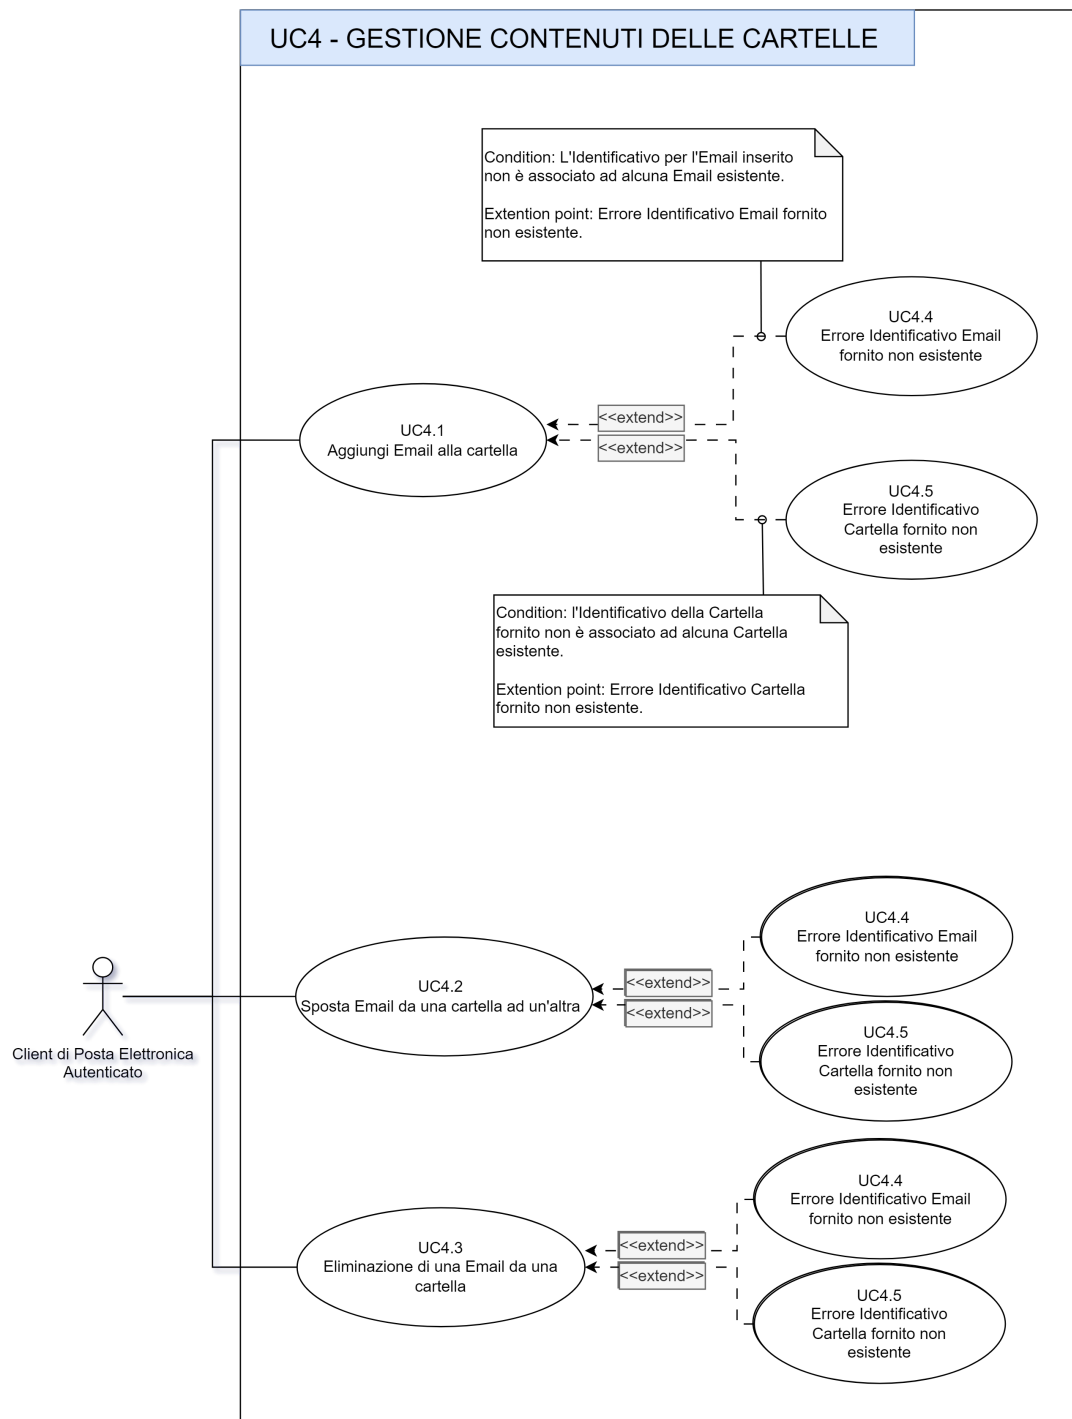 UC4 - GESTIONE CONTENUTI DELLE CARTELLE
Condition: L'Identificativo per l'Email inserito
non è associato ad alcuna Email esistente.
Extention point: Errore Identificativo Email fornito
non esistente.
UC4.4
Errore Identificativo Email
fornito non esistente
<<extend>>
UC4.1
Aggiungi Email alla cartella
<<extend>>
UC4.5
Errore Identificativo
Cartella fornito non
esistente
Condition: l'Identificativo della Cartella
fornito non è associato ad alcuna Cartella
esistente.
Extention point: Errore Identificativo Cartella
fornito non esistente.
UC4.4
Errore Identificativo Email
fornito non esistente
UC4.2
Sposta Email da una cartella ad un'altra
<<extend>>
<<extend>>
UC4.5
Errore Identificativo
Cartella fornito non
esistente
Client di Posta Elettronica
Autenticato
UC4.4
Errore Identificativo Email
fornito non esistente
UC4.3
Eliminazione di una Email da una
cartella
<<extend>>
<<extend>>
UC4.5
Errore Identificativo
Cartella fornito non
esistente